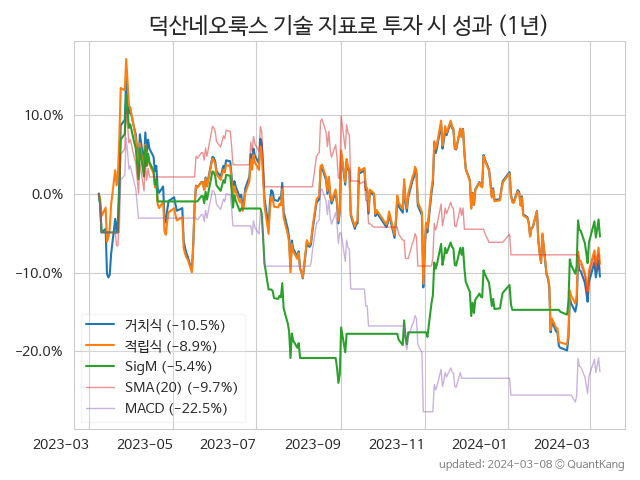 덕산네오룩스 기술 지표로 투자 시 성과 (1년)
10.0%
0.0%
−10.0%
−20.0%
거치식 (−10.5%)
적립식 (−8.9%)
SigM (−5.4%)
SMA(20) (−9.7%)
MACD (−22.5%)
2023−03 2023−05 2023−07 2023−09 2023−11 2024−01 2024−03
updated: 2024−03−08 © QuantKang